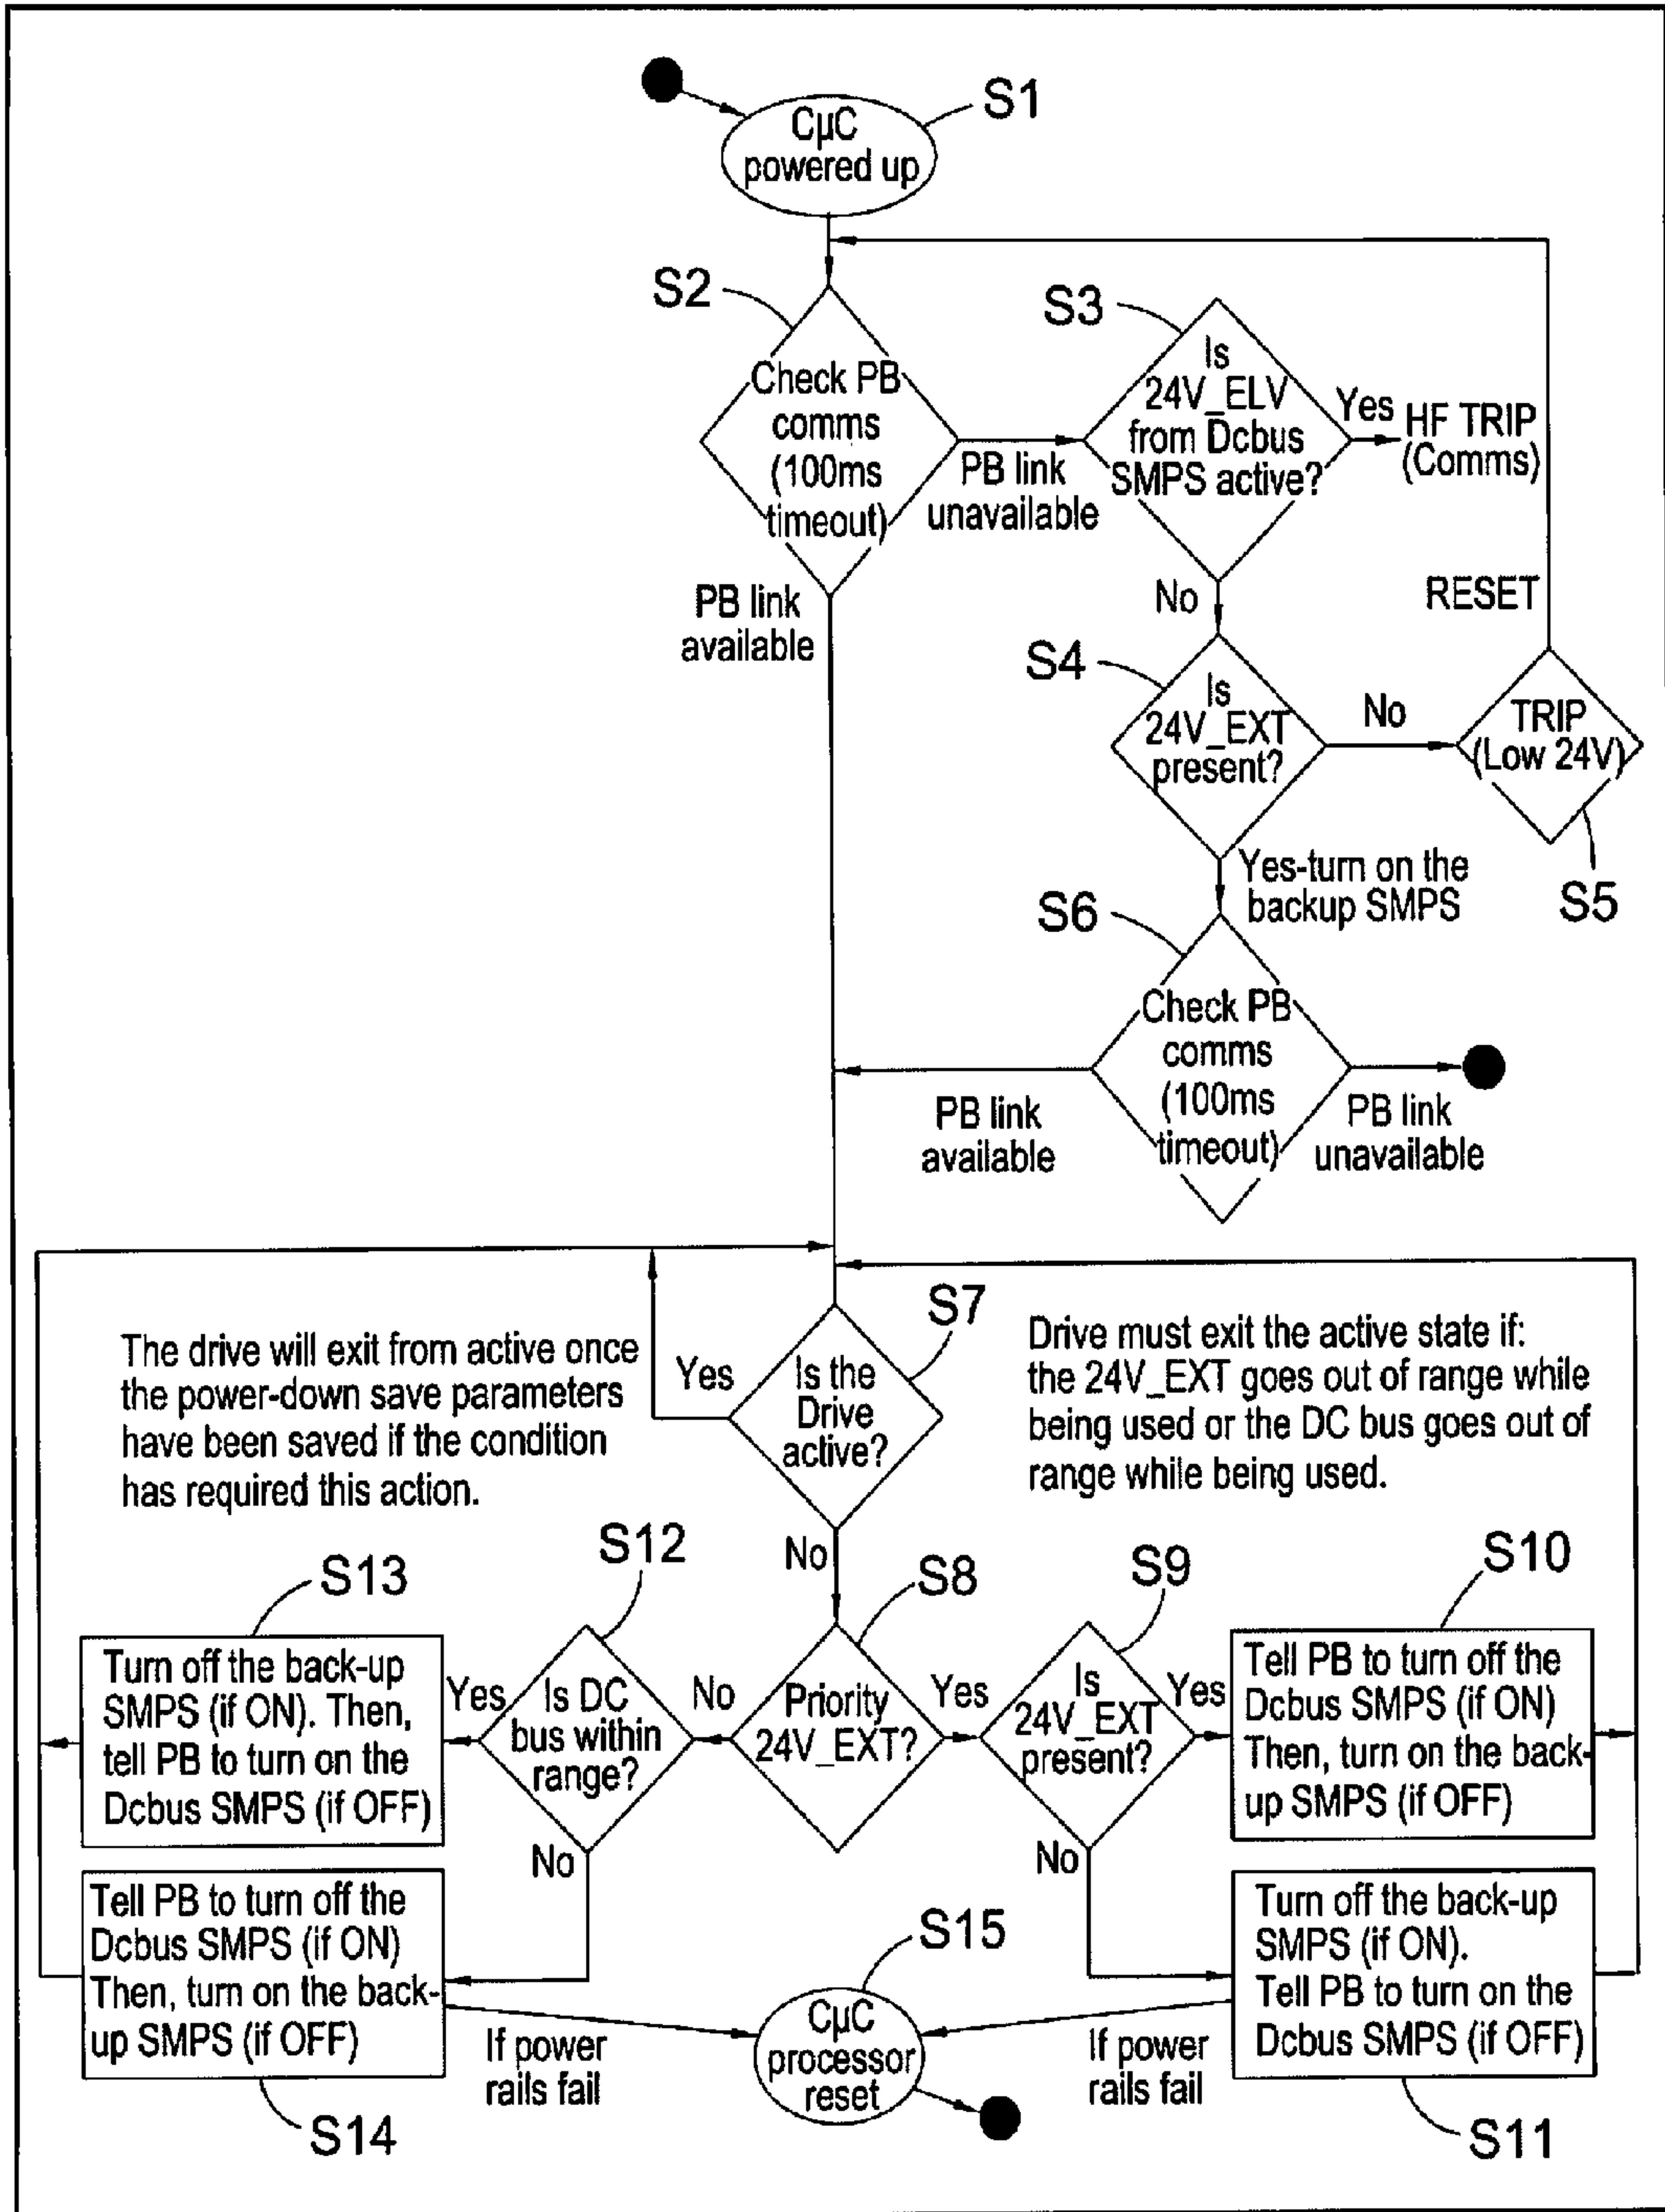 S1
CµC
powered up
S2
Check PB
comms
(100ms
timeout)
PB link
unavailable
PB link
available
S3
Is
24V_ELV
from Dcbus
SMPS active?
Yes
HF TRIP
(Comms)
No
RESET
S4
Is
24V_EXT
present?
No
TRIP
(Low 24V)
S5
Yes-turn on the
backup SMPS
S6
Check PB
comms
(100ms
timeout)
PB link
available
PB link
unavailable
S7
Is the
Drive
active?
Yes
The drive will exit from active once
the power-down save parameters
have been saved if the condition
has required this action.
Drive must exit the active state if:
the 24V_EXT goes out of range while
being used or the DC bus goes out of
range while being used.
No
S8
Priority
24V_EXT?
Yes
No
S9
Is
24V_EXT
present?
Yes
No
S10
Tell PB to turn off the
Dcbus SMPS (if ON)
Then, turn on the back-
up SMPS (if OFF)
S12
Is DC
bus within
range?
Yes
No
S13
Turn off the back-up
SMPS (if ON). Then,
tell PB to turn on the
Dcbus SMPS (if OFF)
Tell PB to turn off the
Dcbus SMPS (if ON)
Then, turn on the back-
up SMPS (if OFF)
S14
If power
rails fail
S15
CµC
processor
reset
If power
rails fail
Turn off the back-up
SMPS (if ON).
Tell PB to turn on the
Dcbus SMPS (if OFF)
S11